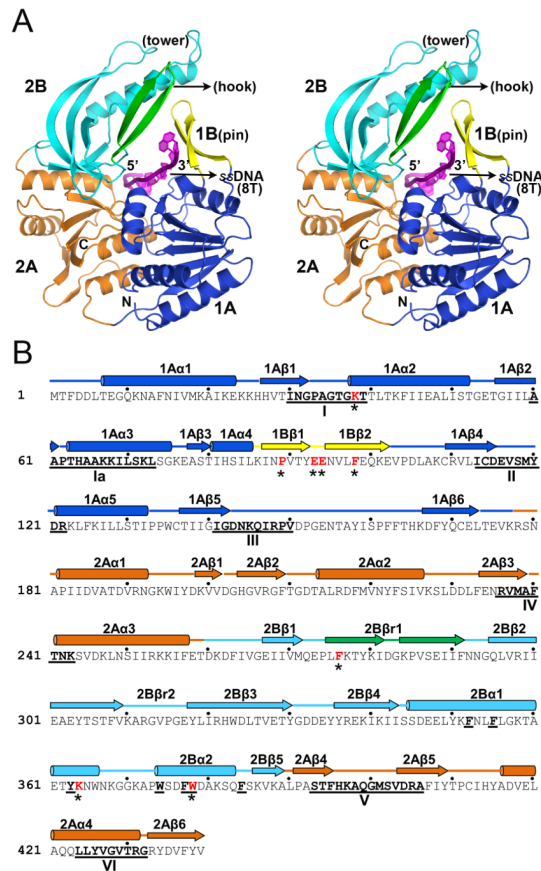 A
(tower) (tower)
2B 2B
(hook) (hook)
1B(pin) 1B(pin)
5’ 3’ 5’ 3’
ssDNA ssDNA
(8T) (8T)
C C
2A 2A
N N
1A 1A
B
1Aα1 1Aβ1 1Aα2 1Aβ2
1 MTFDDLTEGQKNAFNIVMKAIKEKKHHVTINGPAGTGKTTLTKFIIEALISTGETGIILA
I *
1Aα3 1Aβ3 1Aα4 1Bβ1 1Bβ2 1Aβ4
61 APTHAAKKILSKLSGKEASTIHSILKINPVTYEENVLFEQKEVPDLAKCRVLICDEVSMY
Ia * ** * II
1Aα5 1Aβ5 1Aβ6
121 DRKLFKILLSTIPPWCTIIGIGDNKQIRPVDPGENTAYISPFFTHKDFYQCELTEVKRSN
III
2Aα1 2Aβ1 2Aβ2 2Aα2 2Aβ3
181 APIIDVATDVRNGKWIYDKVVDGHGVRGFTGDTALRDFMVNYFSIVKSLDDLFENRVMAF
IV
2Aα3 2Bβ1 2Bβr1 2Bβ2
241 TNKSVDKLNSIIRKKIFETDKDFIVGEIIVMQEPLFKTYKIDGKPVSEIIFNNGQLVRII
*
2Bβr2 2Bβ3 2Bβ4 2Bα1
301 EAEYTSTFVKARGVPGEYLIRHWDLTVETYGDDEYYREKIKIISSDEELYKFNLFLGKTA
2Bα2 2Bβ5 2Aβ4 2Aβ5
361 ETYKNWNKGGKAPWSDFWDAKSQFSKVKALPASTFHKAQGMSVDRAFIYTPCIHYADVEL
* * V
2Aα4 2Aβ6
421 AQQLLYVGVTRGRYDVFYV
VI